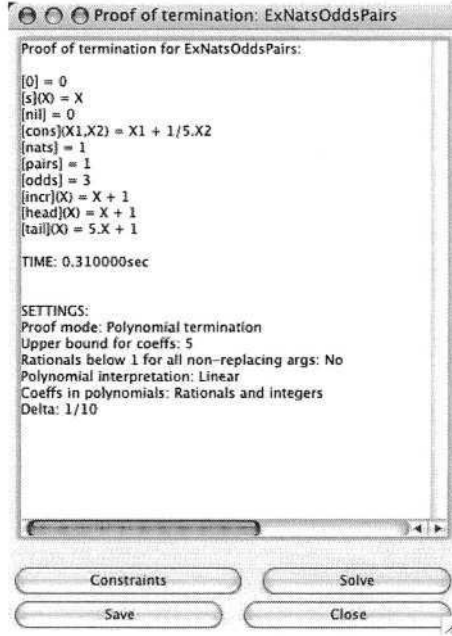 Proof of termination: ExNatsOddsPairs
Proof of termination for ExNatsOddsPairs:
[0] = 0
[s](X) = X
[nil] = 0
[cons](X1,X2) = X1 + 1/5.X2
[nats] = 1
[pairs] = 1
[odds] = 3
[incr](X) = X + 1
[head](X) = X + 1
[tail](X) = 5.X + 1
TIME: 0.310000sec
SETTINGS:
Proof mode: Polynomial termination
Upper bound for coeffs: 5
Rationals below 1 for all non-replacing args: No
Polynomial interpretation: Linear
Coeffs in polynomials: Rationals and integers
Delta: 1/10
Constraints
Solve
Save
Close